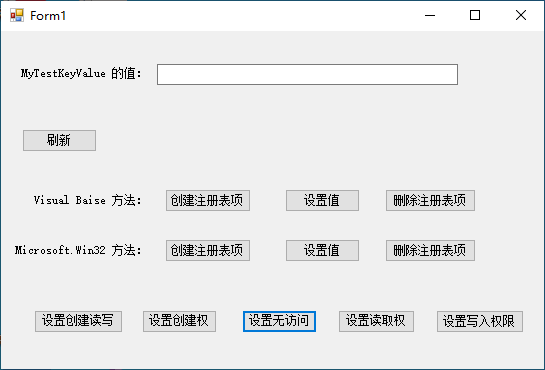 Form1
MyTestKeyValue 的值:
刷新
Visual Baise 方法: 创建注册表项 设置值 删除注册表项
Microsoft.Win32 方法: 创建注册表项 设置值 删除注册表项
设置创建读写 设置创建权 设置无访问 设置读取权 设置写入权限